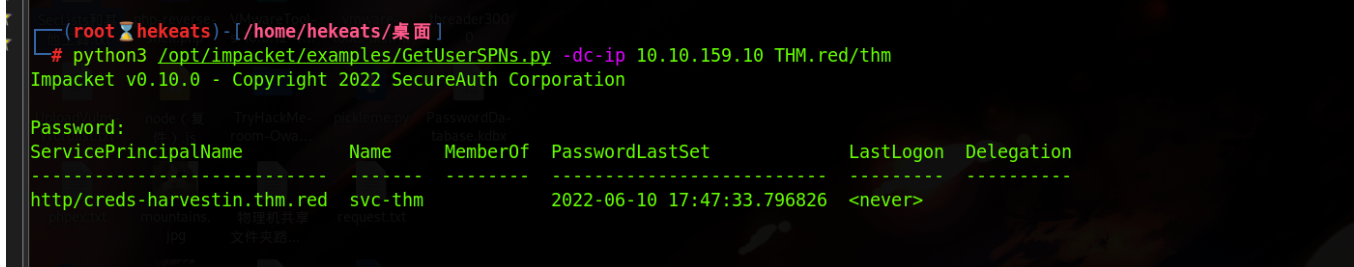 (root⌛hekeats)-[/home/hekeats/桌面]
# python3 /opt/impacket/examples/GetUserSPNs.py -dc-ip 10.10.159.10 THM.red/thm
Impacket v0.10.0 - Copyright 2022 SecureAuth Corporation
Password:
ServicePrincipalName Name MemberOf PasswordLastSet LastLogon Delegation
---------------------------- ------- -------- -------------------------- --------- ----------
http/creds-harvestin.thm.red svc-thm 2022-06-10 17:47:33.796826 <never>